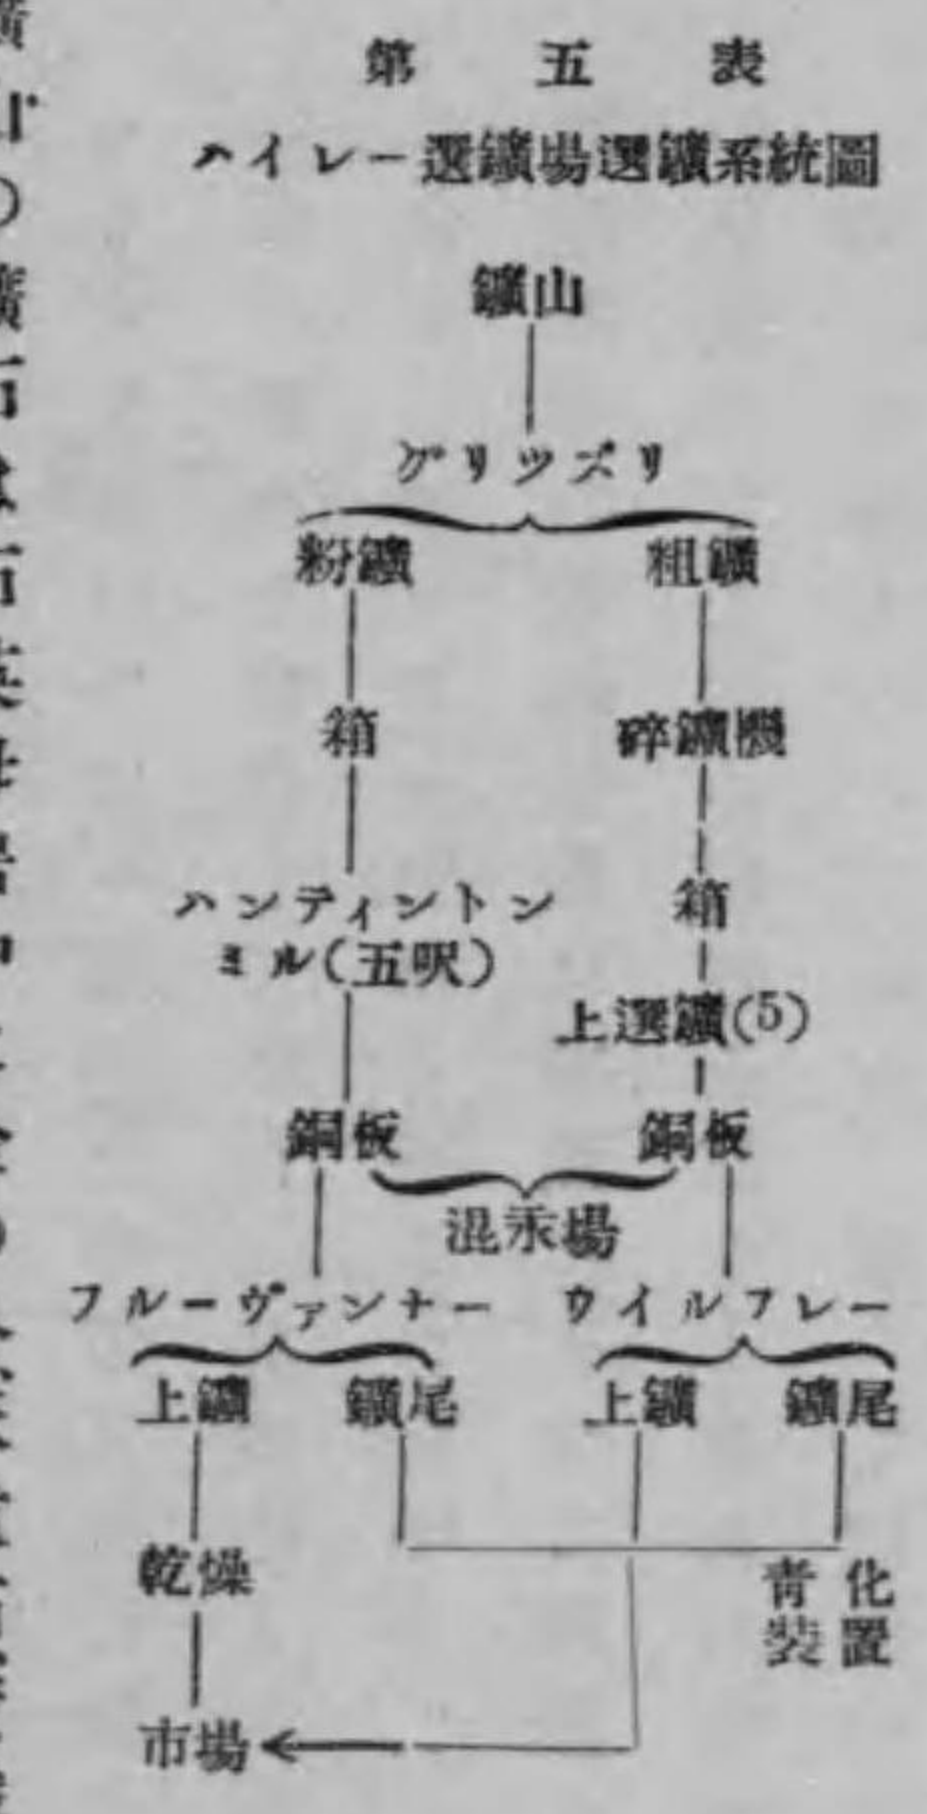 第五表
ハイレー選鑛場選鑛系統圖
鑛山
グリツズリ
粉鑛 粗鑛
箱 碎鑛機
ハンティントン
ミル(五呎)
箱
上選鑛(5)
銅板 銅板
混汞場
フルーヴァンナー ウイルフレー
上鑛 鑛尾 上鑛 鑛尾
乾燥
青化
裝置
市場